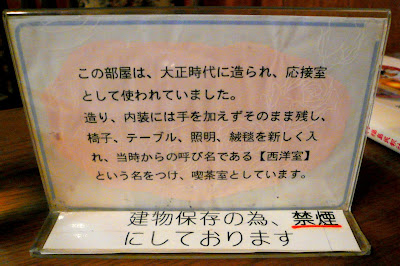 この部屋は、大正時代に造られ、応接室
として使われていました。
造り、内装には手を加えずそのまま残し、
椅子、テーブル、照明、絨毯を新しく入
れ、当時からの呼び名である【西洋室】
という名をつけ、喫茶室としています。
建物保存の為、禁煙
にしております